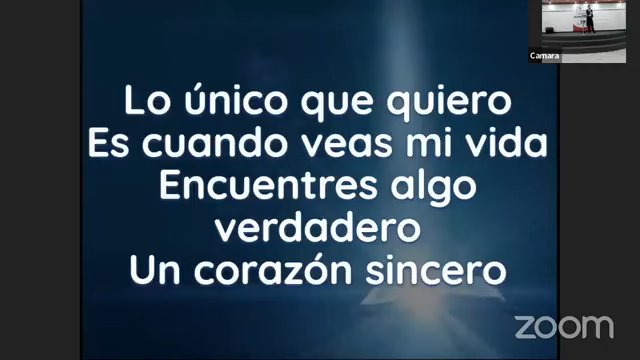 Camara
Lo único que quiero
Es cuando veas mi vida
Encuentres algo
verdadero
Un corazón sincero
zoom